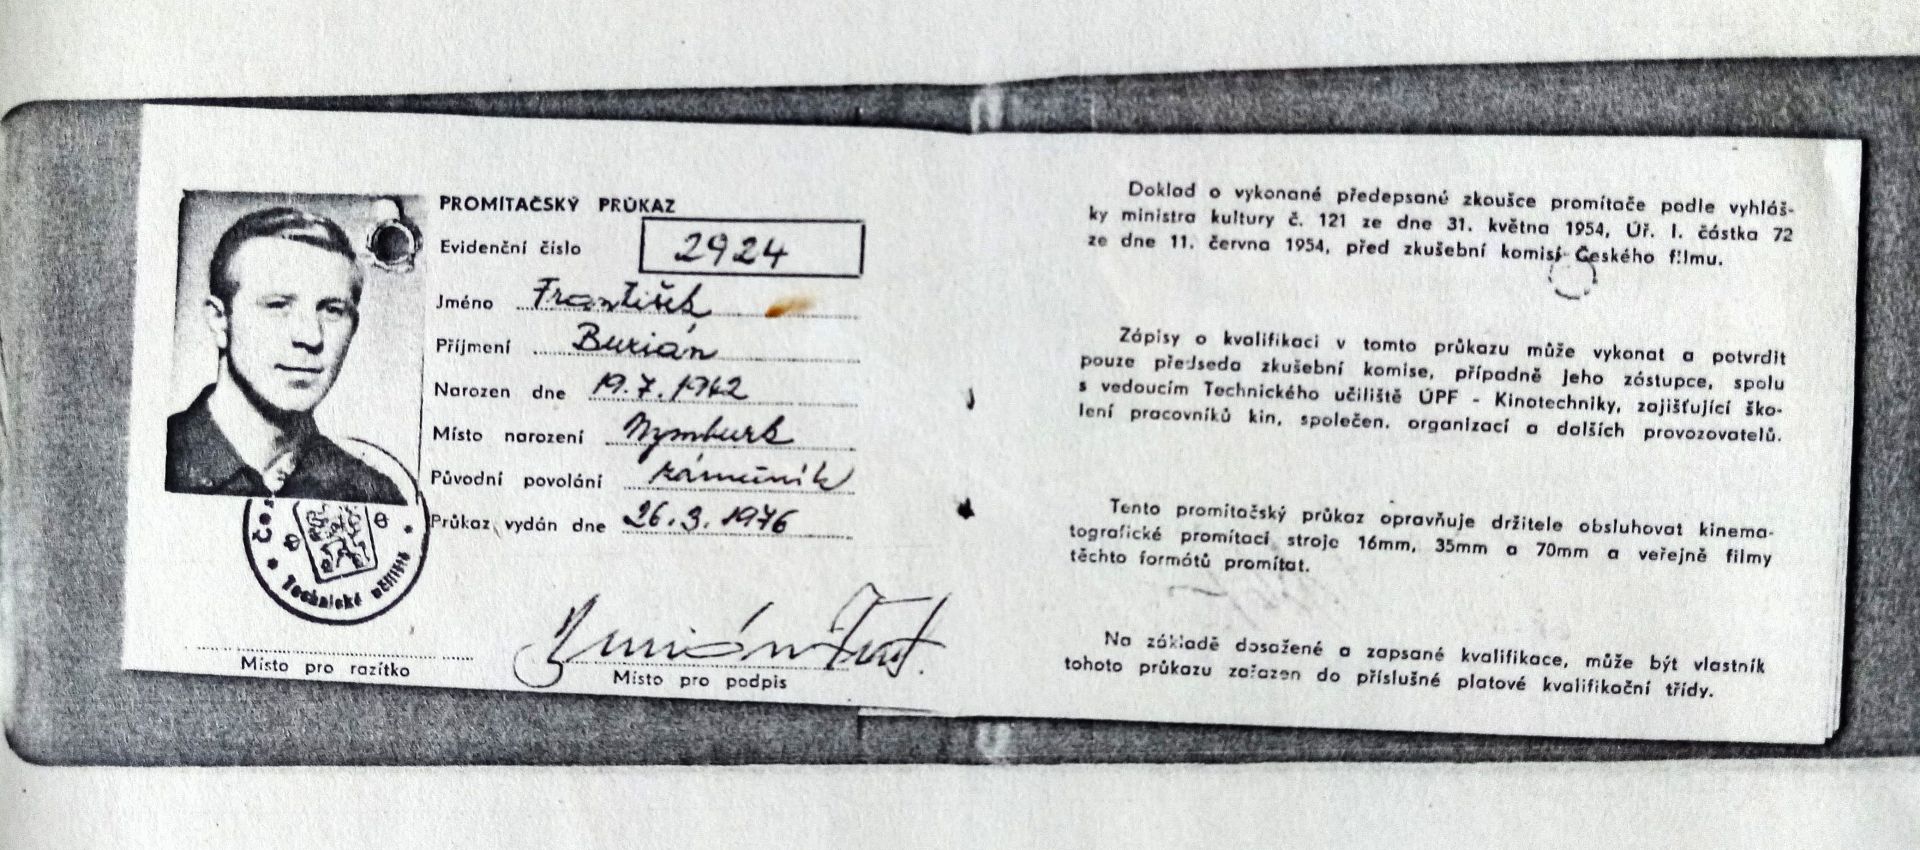 PROMÍTAČSKÝ PRŮKAZ
Evidenční číslo 2924
Jméno František
Příjmení Burián
Narozen dne 19.7.1942
Místo narození Nymburk
Původní povolání zámečník
Průkaz vydán dne 26.3.1976
Technické učiliště
Místo pro razítko
Místo pro podpis
Doklad o vykonané předepsané zkoušce promítače podle vyhláš-
ky ministra kultury č. 121 ze dne 31. května 1954, Úř. l. částka 72
ze dne 11. června 1954, před zkušební komisí Českého filmu.
Zápisy o kvalifikaci v tomto průkazu může vykonat a potvrdit
pouze předseda zkušební komise, případně jeho zástupce, spolu
s vedoucím Technického učiliště ÚPF - Kinotechniky, zajišťující ško-
lení pracovníků kin, společen. organizací a dalších provozovatelů.
Tento promítačský průkaz opravňuje držitele obsluhovat kinema-
tografické promítací stroje 16mm, 35mm a 70mm a veřejně filmy
těchto formátů promítat.
Na základě dosažené a zapsané kvalifikace, může být vlastník
tohoto průkazu zařazen do příslušné platové kvalifikační třídy.